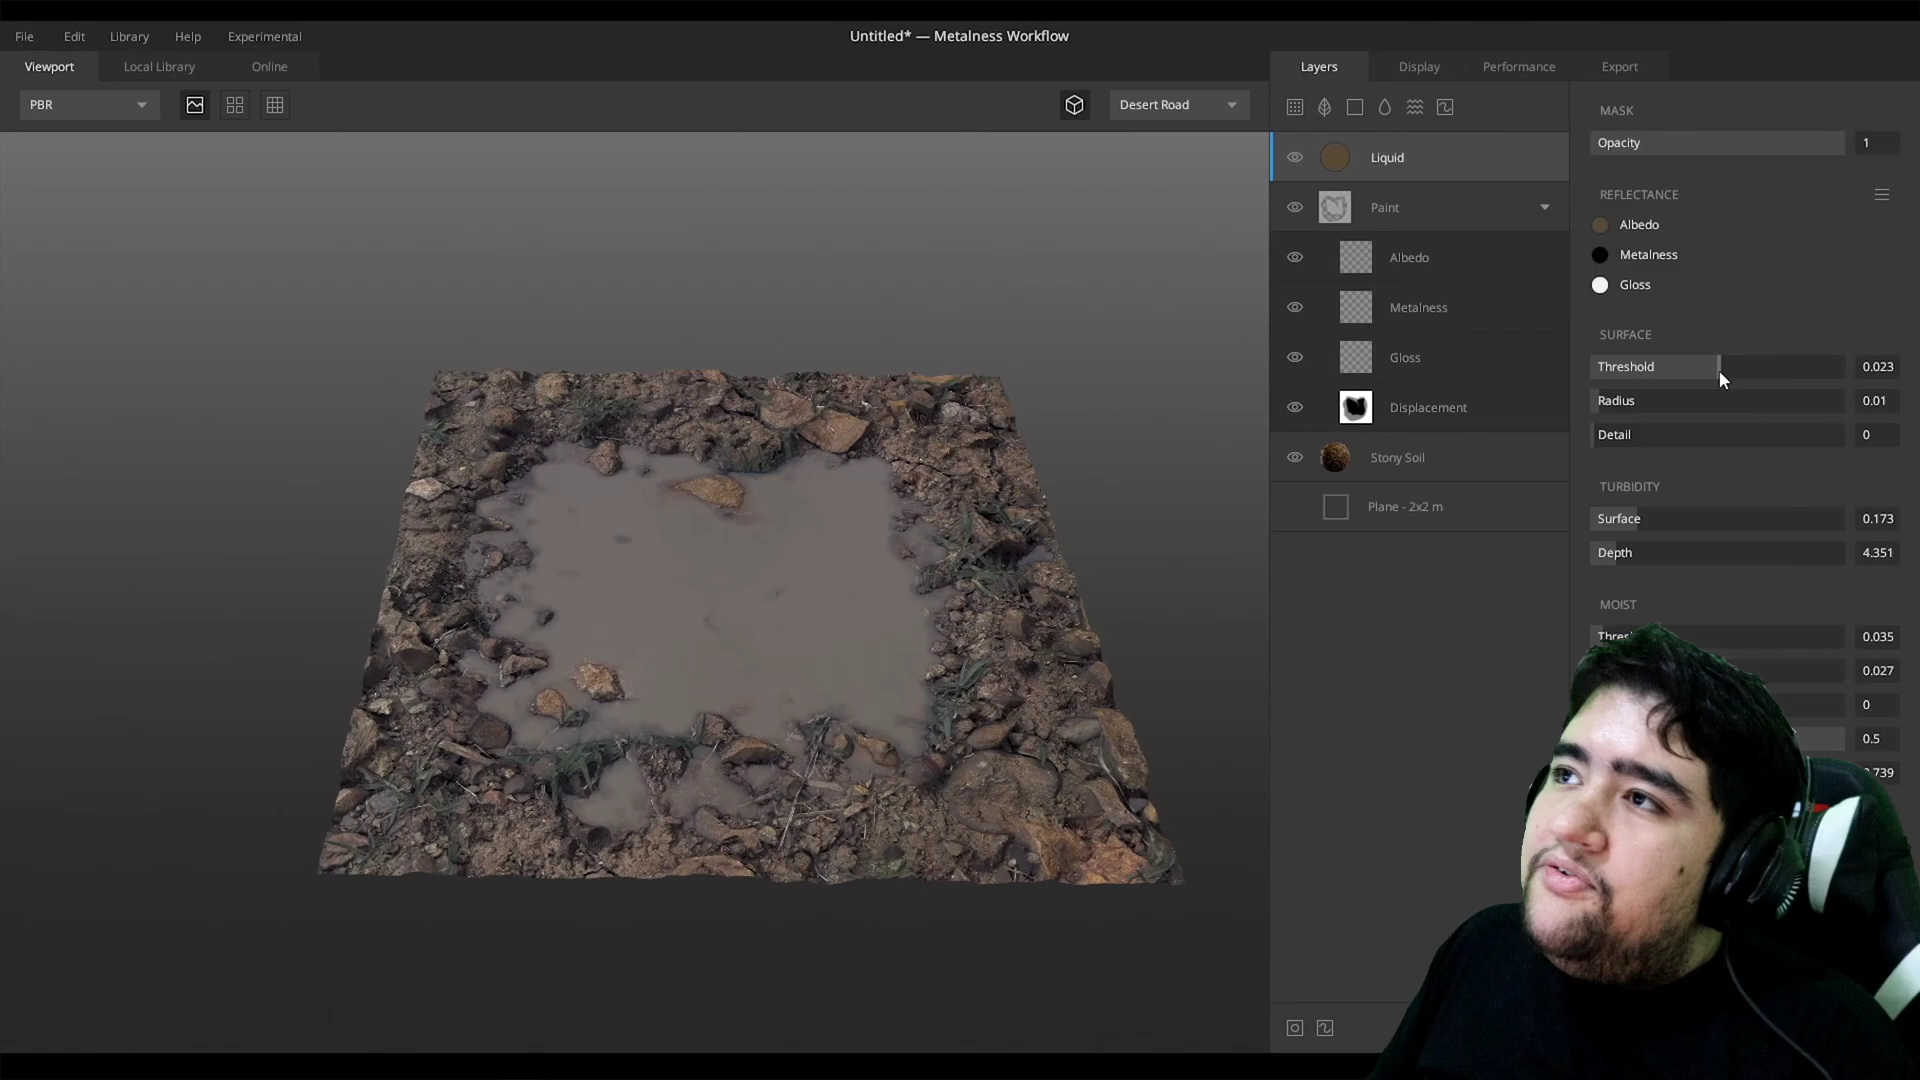 File Edit Library Help Experimental Untitled* — Metalness Workflow
Viewport Local Library Online Layers Display Performance Export
PBR Desert Road
MASK
Opacity 1
Liquid
REFLECTANCE
Paint
Albedo
Metalness
Gloss
Albedo
Metalness
Gloss
Displacement
Stony Soil
Plane - 2x2 m
SURFACE
Threshold 0.023
Radius 0.01
Detail 0
TURBIDITY
Surface 0.173
Depth 4.351
MOIST
0.035
0.027
0
0.5